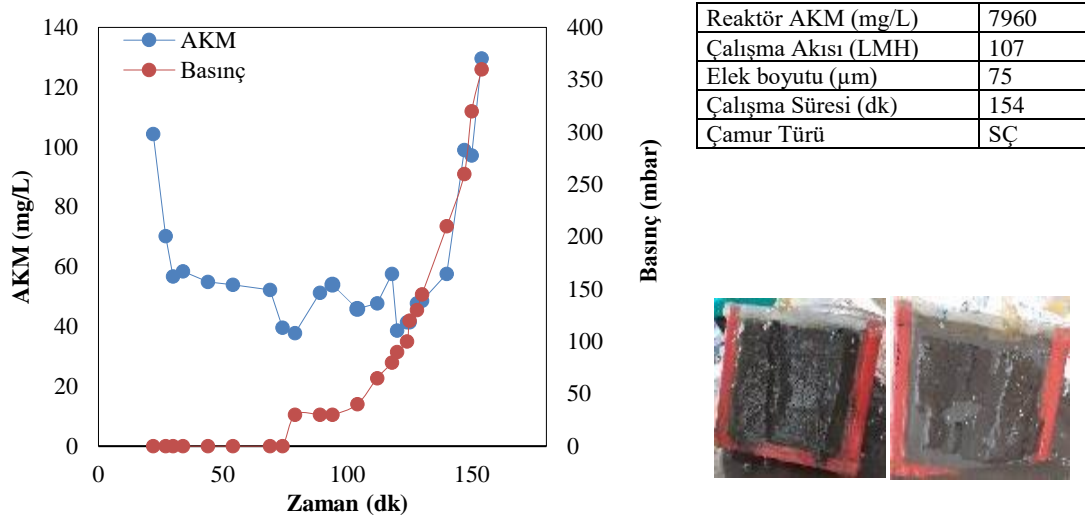 140
120
100
80
60
40
20
0
AKM (mg/L)
AKM
Basınç
400
350
300
250
200
150
100
50
0
Basınç (mbar)
0 50 100 150
Zaman (dk)
Reaktör AKM (mg/L) 7960
Çalışma Akısı (LMH) 107
Elek boyutu (µm) 75
Çalışma Süresi (dk) 154
Çamur Türü SÇ